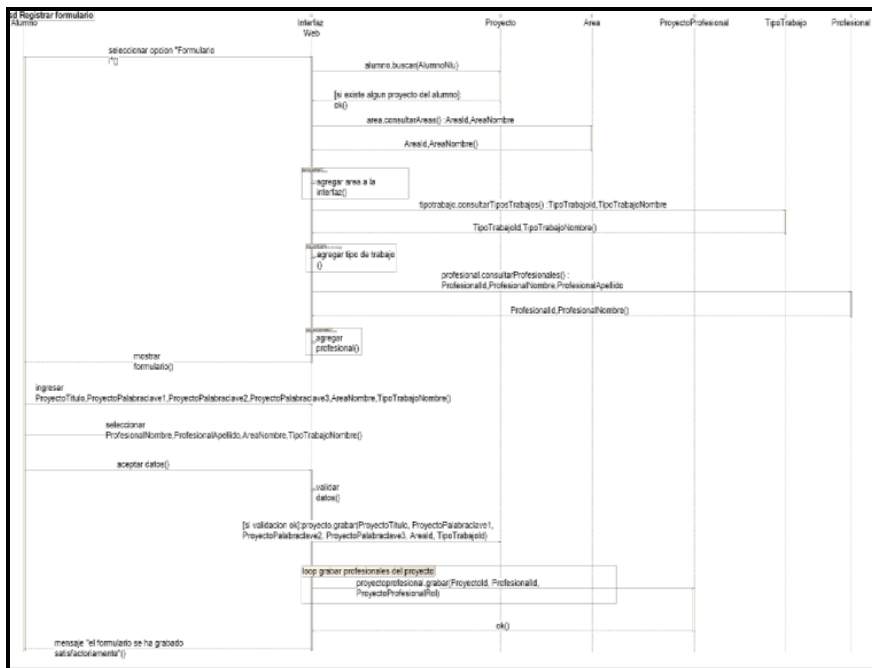 sd Registrar formulario
Alumno
Interfaz
Web
Proyecto
Area
ProyectoProfesional
TipoTrabajo
Profesional
seleccionar opcion "Formulario
I"()
alumno.buscar(AlumnoNlu)
[si existe algun proyecto del alumno]:
ok()
area.consultarAreas() :AreaId,AreaNombre
AreaId,AreaNombre()
agregar area a la
interfaz()
tipotrabajo.consultarTiposTrabajos() :TipoTrabajoId,TipoTrabajoNombre
TipoTrabajoId,TipoTrabajoNombre()
agregar tipo de trabajo
()
profesional.consultarProfesionales() :
ProfesionalId,ProfesionalNombre,ProfesionalApellido
ProfesionalId,ProfesionalNombre()
agregar
profesional()
mostrar
formulario()
ingresar
ProyectoTitulo,ProyectoPalabraclave1,ProyectoPalabraclave2,ProyectoPalabraclave3,AreaNombre,TipoTrabajoNombre()
seleccionar
ProfesionalNombre,ProfesionalApellido,AreaNombre,TipoTrabajoNombre()
aceptar datos()
validar
datos()
[si validacion ok]:proyecto.grabar(ProyectoTitulo, ProyectoPalabraclave1,
ProyectoPalabraclave2, ProyectoPalabraclave3, AreaId, TipoTrabajoId)
loop grabar profesionales del proyecto
proyectoprofesional.grabar(ProyectoId, ProfesionalId,
ProyectoProfesionalRol)
ok()
mensaje "el formulario se ha grabado
satisfactoriamente"()